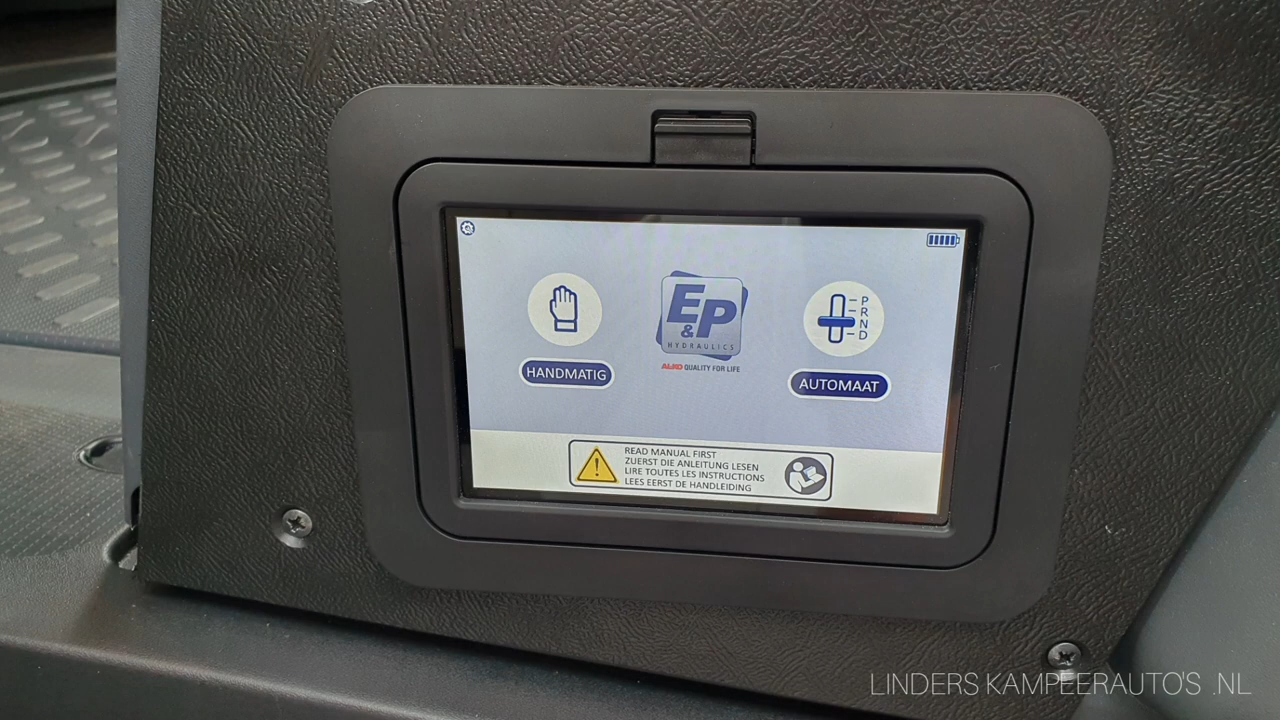 E&P
HYDRAULICS
AL-KO QUALITY FOR LIFE
HANDMATIG
P
R
N
D
AUTOMAAT
READ MANUAL FIRST
ZUERST DIE ANLEITUNG LESEN
LIRE TOUTES LES INSTRUCTIONS
LEES EERST DE HANDLEIDING
LINDERS KAMPEERAUTO'S .NL